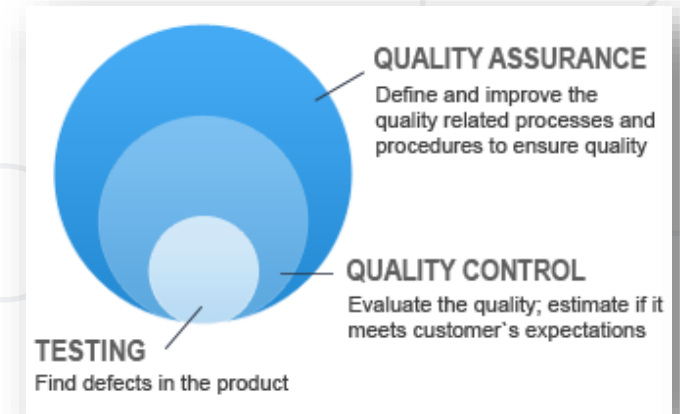 QUALITY ASSURANCE
Define and improve the
quality related processes and
procedures to ensure quality
QUALITY CONTROL
Evaluate the quality; estimate if it
meets customer`s expectations
TESTING
Find defects in the product